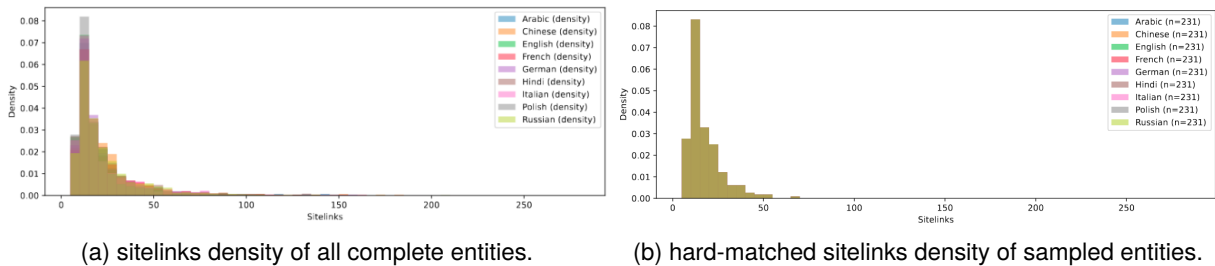 0.08
0.07
0.06
0.05
0.04
0.03
0.02
0.01
0.00
Density
0
50
100
150
200
250
Sitelinks
Arabic (density)
Chinese (density)
English (density)
French (density)
German (density)
Hindi (density)
Italian (density)
Polish (density)
Russian (density)
(a) sitelinks density of all complete entities.
0.08
0.07
0.06
0.05
0.04
0.03
0.02
0.01
0.00
Density
0
50
100
150
200
250
Sitelinks
Arabic (n=231)
Chinese (n=231)
English (n=231)
French (n=231)
German (n=231)
Hindi (n=231)
Italian (n=231)
Polish (n=231)
Russian (n=231)
(b) hard-matched sitelinks density of sampled entities.